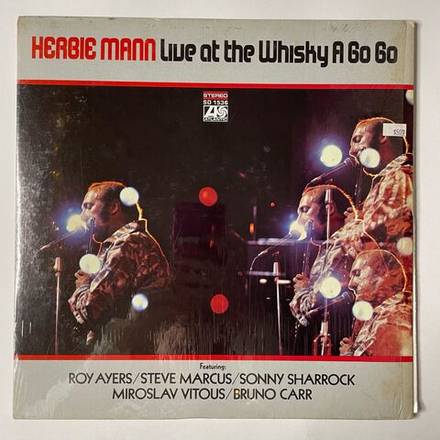 HERBIE MANN Live at the Whisky A Go Go
STEREO
SD 1536
ATLANTIC
Featuring:
ROY AYERS/STEVE MARCUS/SONNY SHARROCK
MIROSLAV VITOUS/BRUNO CARR